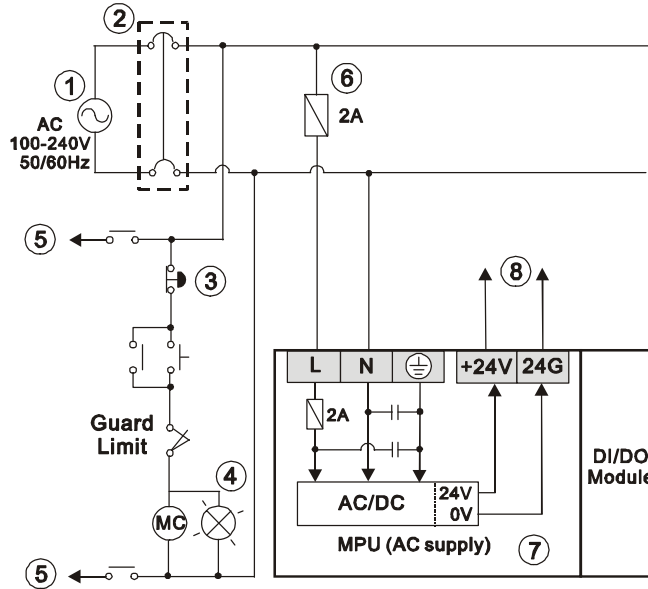 2
1
6
AC
100-240V
50/60Hz
2A
5
3
8
L N +24V 24G
2A
Guard
Limit
DI/DO
Module
4
AC/DC
24V
0V
MC
MPU (AC supply)
7
5